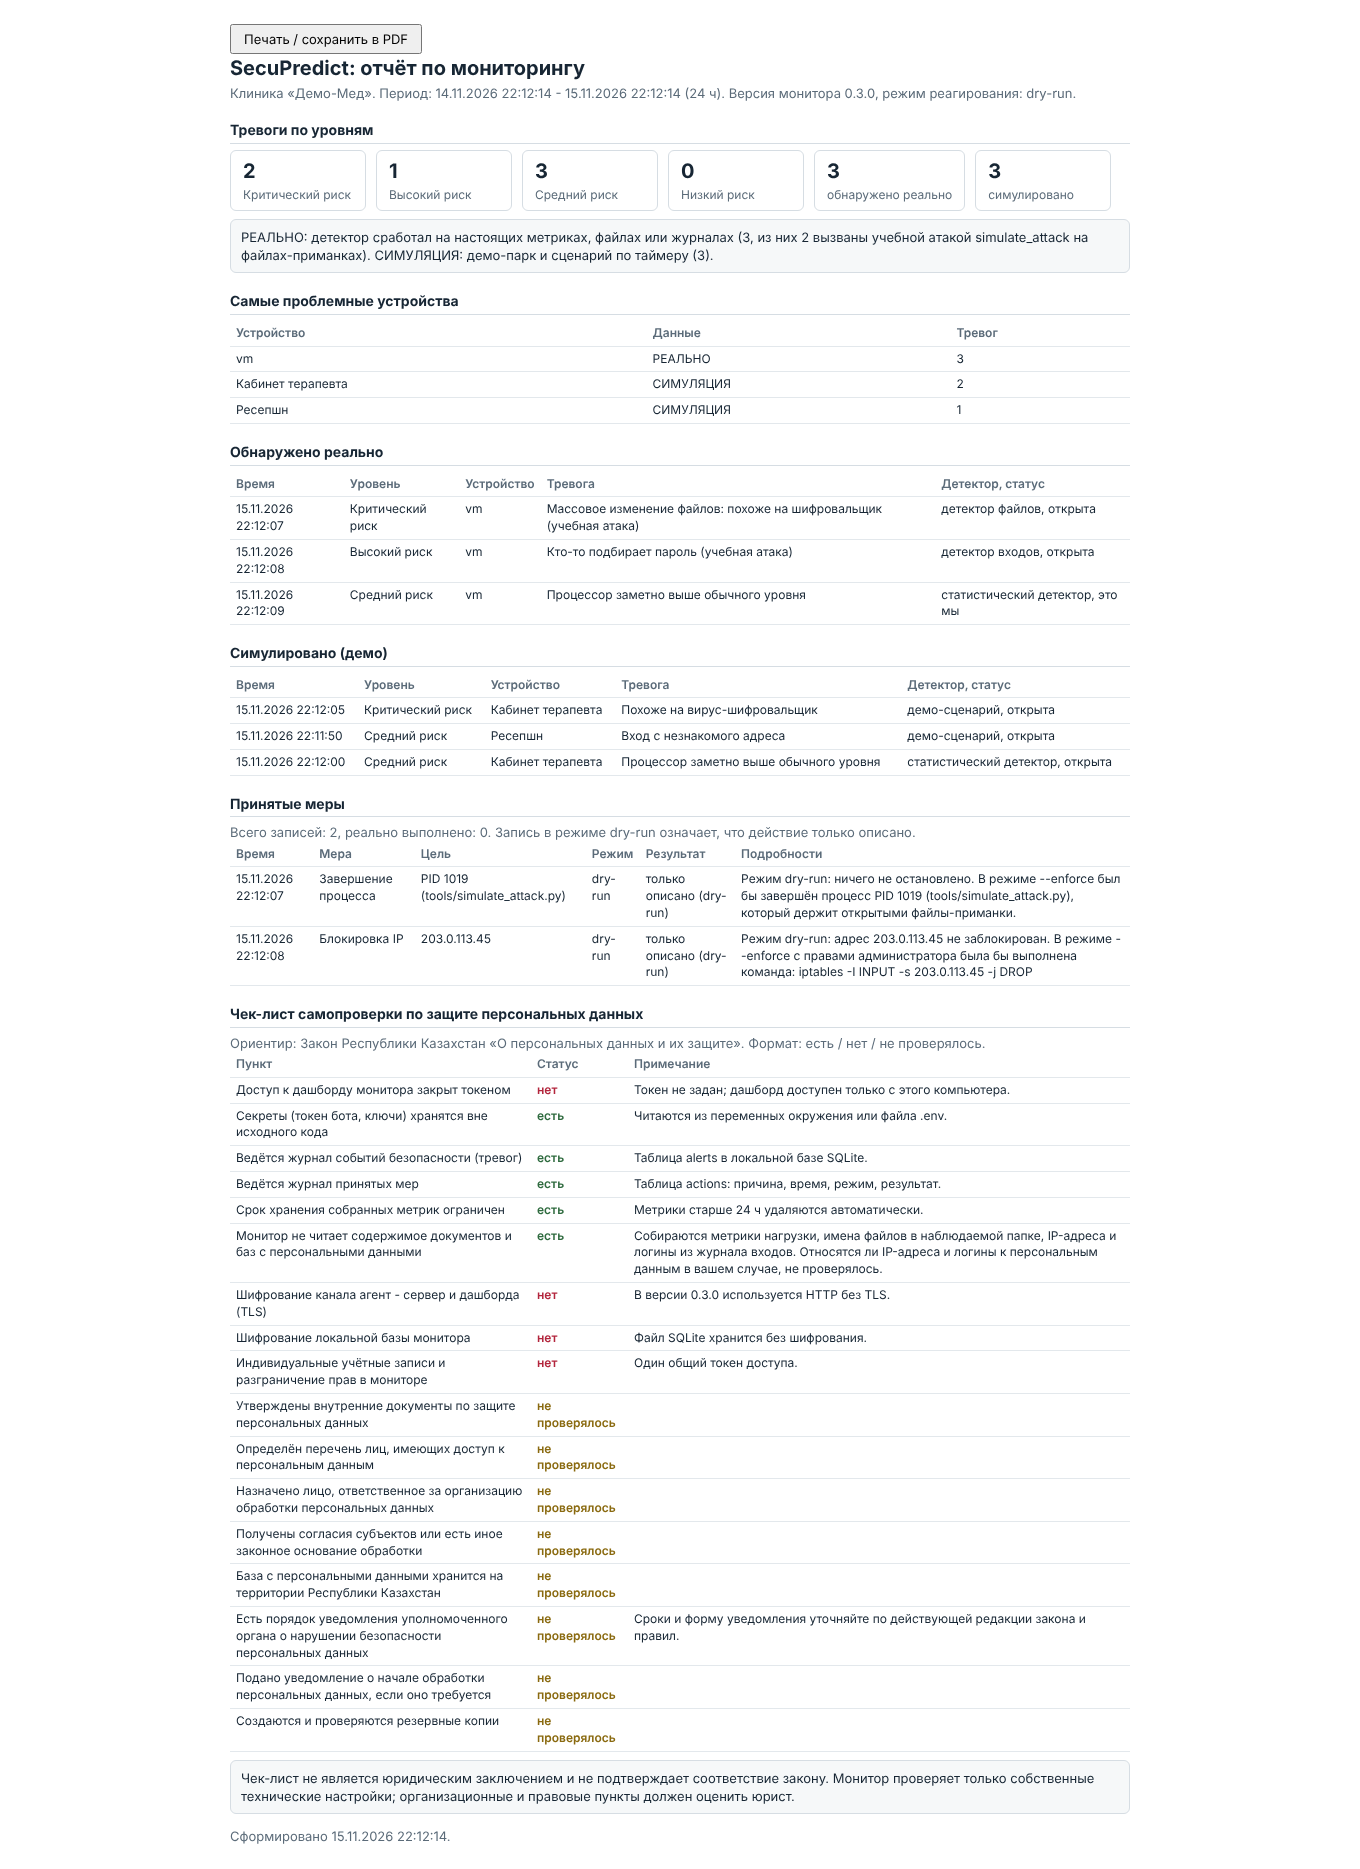 Печать / сохранить в PDF
SecuPredict: отчёт по мониторингу
Клиника «Демо-Мед». Период: 14.11.2026 22:12:14 - 15.11.2026 22:12:14 (24 ч). Версия монитора 0.3.0, режим реагирования: dry-run.
Тревоги по уровням
2 1 3 0 3 3
Критический риск Высокий риск Средний риск Низкий риск обнаружено реально симулировано
РЕАЛЬНО: детектор сработал на настоящих метриках, файлах или журналах (3, из них 2 вызваны учебной атакой simulate_attack на
файлах-приманках). СИМУЛЯЦИЯ: демо-парк и сценарий по таймеру (3).
Самые проблемные устройства
Устройство Данные Тревог
vm РЕАЛЬНО 3
Кабинет терапевта СИМУЛЯЦИЯ 2
Ресепшн СИМУЛЯЦИЯ 1
Обнаружено реально
Время Уровень Устройство Тревога Детектор, статус
15.11.2026 Критический vm Массовое изменение файлов: похоже на шифровальщик детектор файлов, открыта
22:12:07 риск (учебная атака)
15.11.2026 Высокий риск vm Кто-то подбирает пароль (учебная атака) детектор входов, открыта
22:12:08
15.11.2026 Средний риск vm Процессор заметно выше обычного уровня статистический детектор, это
22:12:09 мы
Симулировано (демо)
Время Уровень Устройство Тревога Детектор, статус
15.11.2026 22:12:05 Критический риск Кабинет терапевта Похоже на вирус-шифровальщик демо-сценарий, открыта
15.11.2026 22:11:50 Средний риск Ресепшн Вход с незнакомого адреса демо-сценарий, открыта
15.11.2026 22:12:00 Средний риск Кабинет терапевта Процессор заметно выше обычного уровня статистический детектор, открыта
Принятые меры
Всего записей: 2, реально выполнено: 0. Запись в режиме dry-run означает, что действие только описано.
Время Мера Цель Режим Результат Подробности
15.11.2026 Завершение PID 1019 dry- только Режим dry-run: ничего не остановлено. В режиме --enforce был
22:12:07 процесса (tools/simulate_attack.py) run описано (dry- бы завершён процесс PID 1019 (tools/simulate_attack.py),
run) который держит открытыми файлы-приманки.
15.11.2026 Блокировка IP 203.0.113.45 dry- только Режим dry-run: адрес 203.0.113.45 не заблокирован. В режиме -
22:12:08 run описано (dry- -enforce с правами администратора была бы выполнена
run) команда: iptables -I INPUT -s 203.0.113.45 -j DROP
Чек-лист самопроверки по защите персональных данных
Ориентир: Закон Республики Казахстан «О персональных данных и их защите». Формат: есть / нет / не проверялось.
Пункт Статус Примечание
Доступ к дашборду монитора закрыт токеном нет Токен не задан; дашборд доступен только с этого компьютера.
Секреты (токен бота, ключи) хранятся вне есть Читаются из переменных окружения или файла .env.
исходного кода
Ведётся журнал событий безопасности (тревог) есть Таблица alerts в локальной базе SQLite.
Ведётся журнал принятых мер есть Таблица actions: причина, время, режим, результат.
Срок хранения собранных метрик ограничен есть Метрики старше 24 ч удаляются автоматически.
Монитор не читает содержимое документов и есть Собираются метрики нагрузки, имена файлов в наблюдаемой папке, IP-адреса и
баз с персональными данными логины из журнала входов. Относятся ли IP-адреса и логины к персональным
данным в вашем случае, не проверялось.
Шифрование канала агент - сервер и дашборда нет В версии 0.3.0 используется HTTP без TLS.
(TLS)
Шифрование локальной базы монитора нет Файл SQLite хранится без шифрования.
Индивидуальные учётные записи и нет Один общий токен доступа.
разграничение прав в мониторе
Утверждены внутренние документы по защите не
персональных данных проверялось
Определён перечень лиц, имеющих доступ к не
персональным данным проверялось
Назначено лицо, ответственное за организацию не
обработки персональных данных проверялось
Получены согласия субъектов или есть иное не
законное основание обработки проверялось
База с персональными данными хранится на не
территории Республики Казахстан проверялось
Есть порядок уведомления уполномоченного не Сроки и форму уведомления уточняйте по действующей редакции закона и
органа о нарушении безопасности проверялось правил.
персональных данных
Подано уведомление о начале обработки не
персональных данных, если оно требуется проверялось
Создаются и проверяются резервные копии не
проверялось
Чек-лист не является юридическим заключением и не подтверждает соответствие закону. Монитор проверяет только собственные
технические настройки; организационные и правовые пункты должен оценить юрист.
Сформировано 15.11.2026 22:12:14.